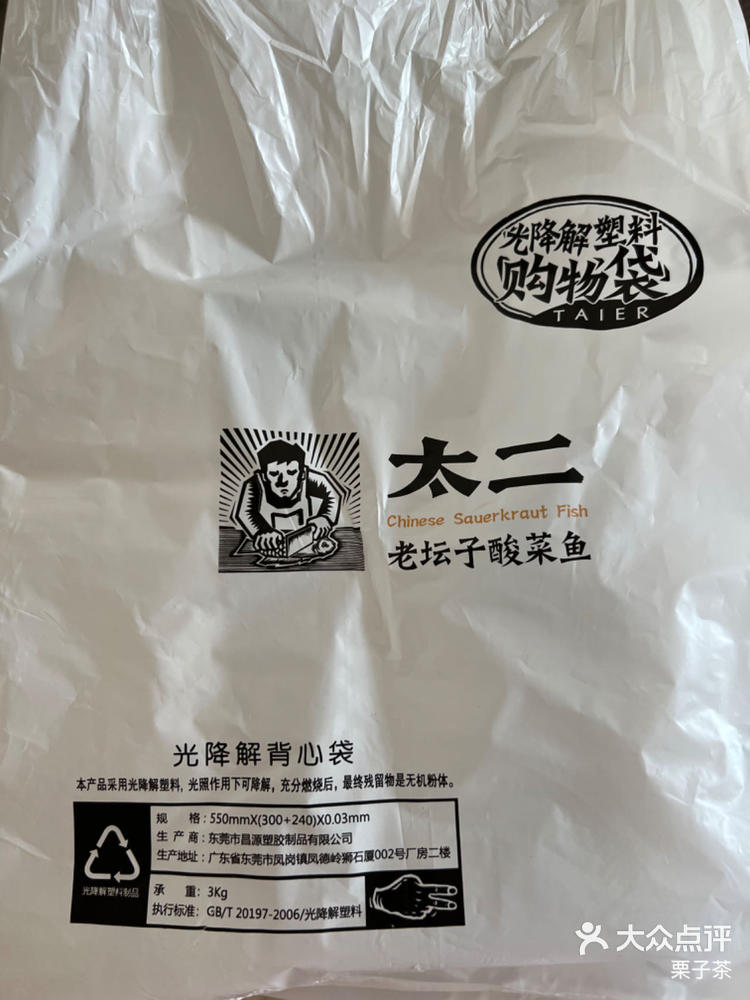 光降解塑料
购物袋
TAIER
太二
Chinese Sauerkraut Fish
老坛子酸菜鱼
光降解背心袋
本产品采用光降解塑料，光照作用下可降解，充分燃烧后，最终残留物是无机粉体。
规 格：550mmX(300+240)X0.03mm
生产商：东莞市昌源塑胶制品有限公司
生产地址：广东省东莞市凤岗镇凤德岭狮石厦002号厂房二楼
光降解塑料制品
承 重：3Kg
执行标准：GB/T 20197-2006/光降解塑料
大众点评
栗子茶